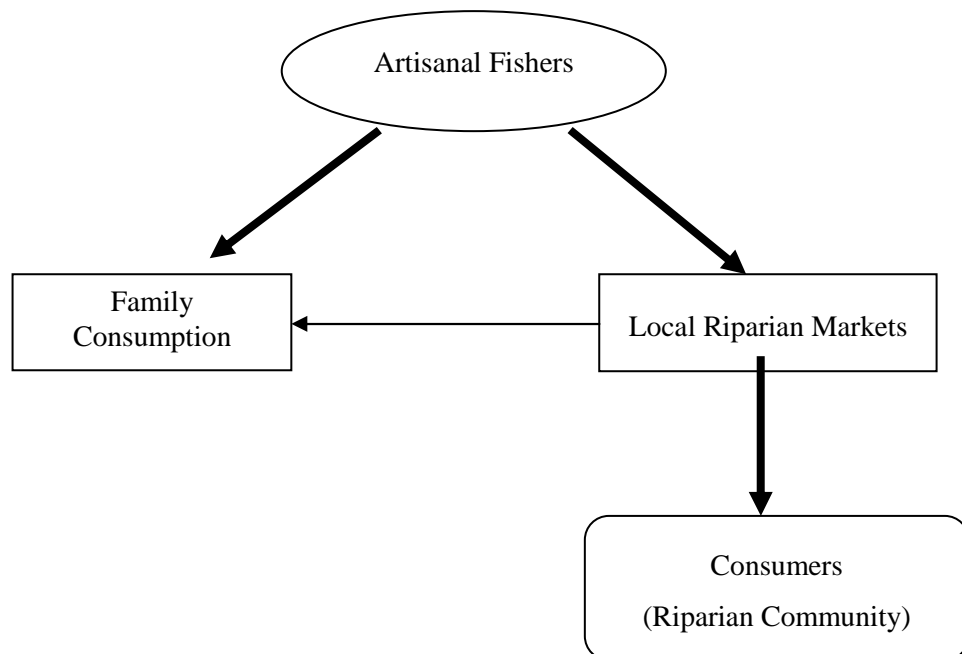 Artisanal Fishers
Family
Consumption
Local Riparian Markets
Consumers
(Riparian Community)